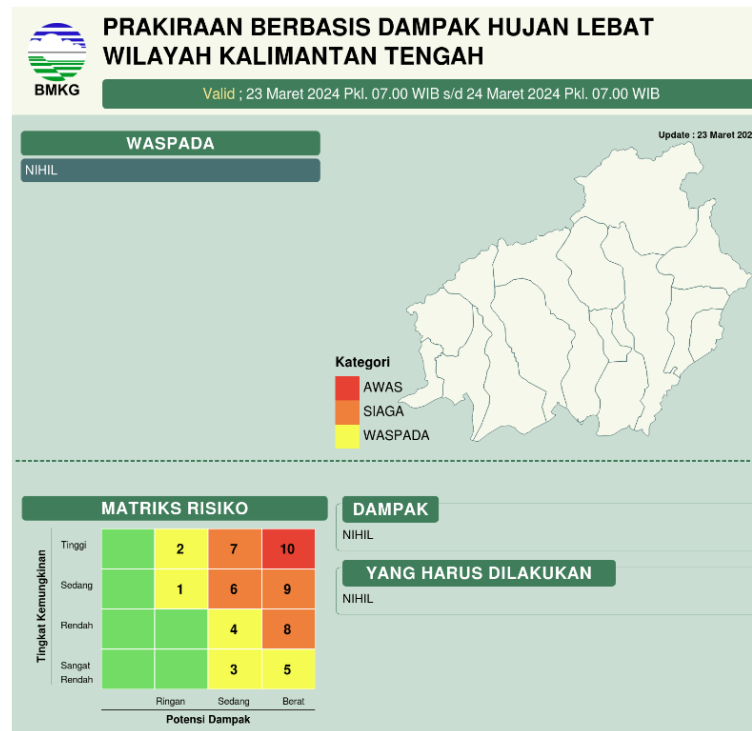 PRAKIRAAN BERBASIS DAMPAK HUJAN LEBAT
WILAYAH KALIMANTAN TENGAH
BMKG
Valid ; 23 Maret 2024 Pkl. 07.00 WIB s/d 24 Maret 2024 Pkl. 07.00 WIB
WASPADA
NIHIL
Update : 23 Maret 202
Kategori
AWAS
SIAGA
WASPADA
MATRIKS RISIKO
Tingkat Kemungkinan
Tinggi
2 7 10
Sedang
1 6 9
Rendah
4 8
Sangat
Rendah
3 5
Ringan Sedang Berat
Potensi Dampak
DAMPAK
NIHIL
YANG HARUS DILAKUKAN
NIHIL